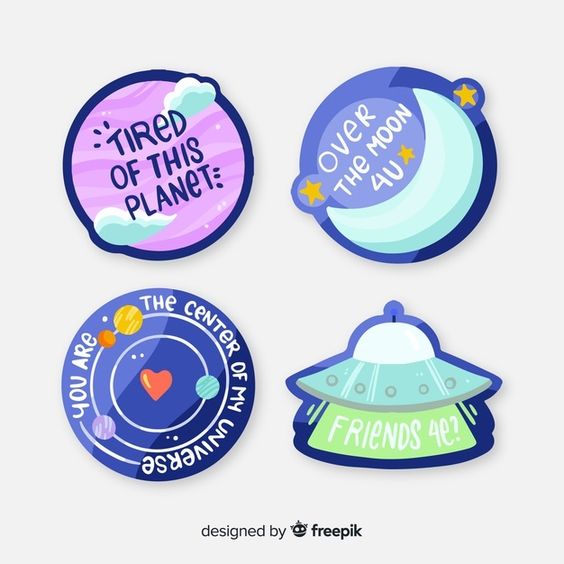 TIRED
OF THIS
PLANET
OVER
THE MOON
4U
YOU ARE THE CENTER OF MY UNIVERSE
FRIENDS 4E?
designed by freepik